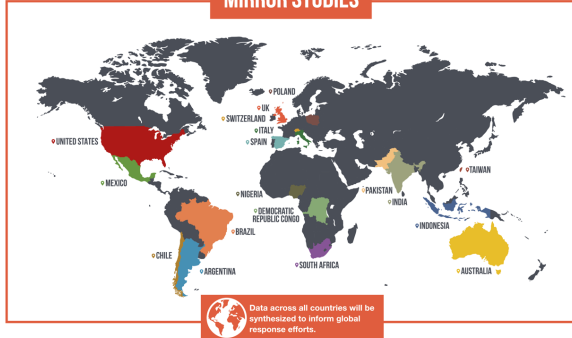 MIRROR STUDIES
POLAND
UK
SWITZERLAND
ITALY
SPAIN
UNITED STATES
MEXICO
NIGERIA
DEMOCRATIC
REPUBLIC CONGO
PAKISTAN
INDIA
TAIWAN
INDONESIA
BRAZIL
CHILE
ARGENTINA
SOUTH AFRICA
AUSTRALIA
Data across all countries will be
synthesized to inform global
response efforts.